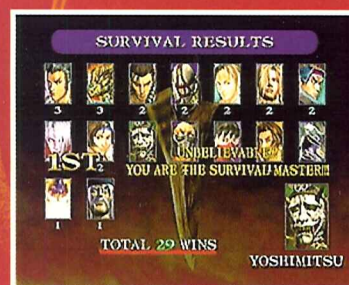 SURVIVAL RESULTS
3 3 2 2 2 2 2
1ST 2
UNBELIEVABLE!!
YOU ARE THE SURVIVAL MASTER!!!
1 1
TOTAL 29 WINS
YOSHIMITSU